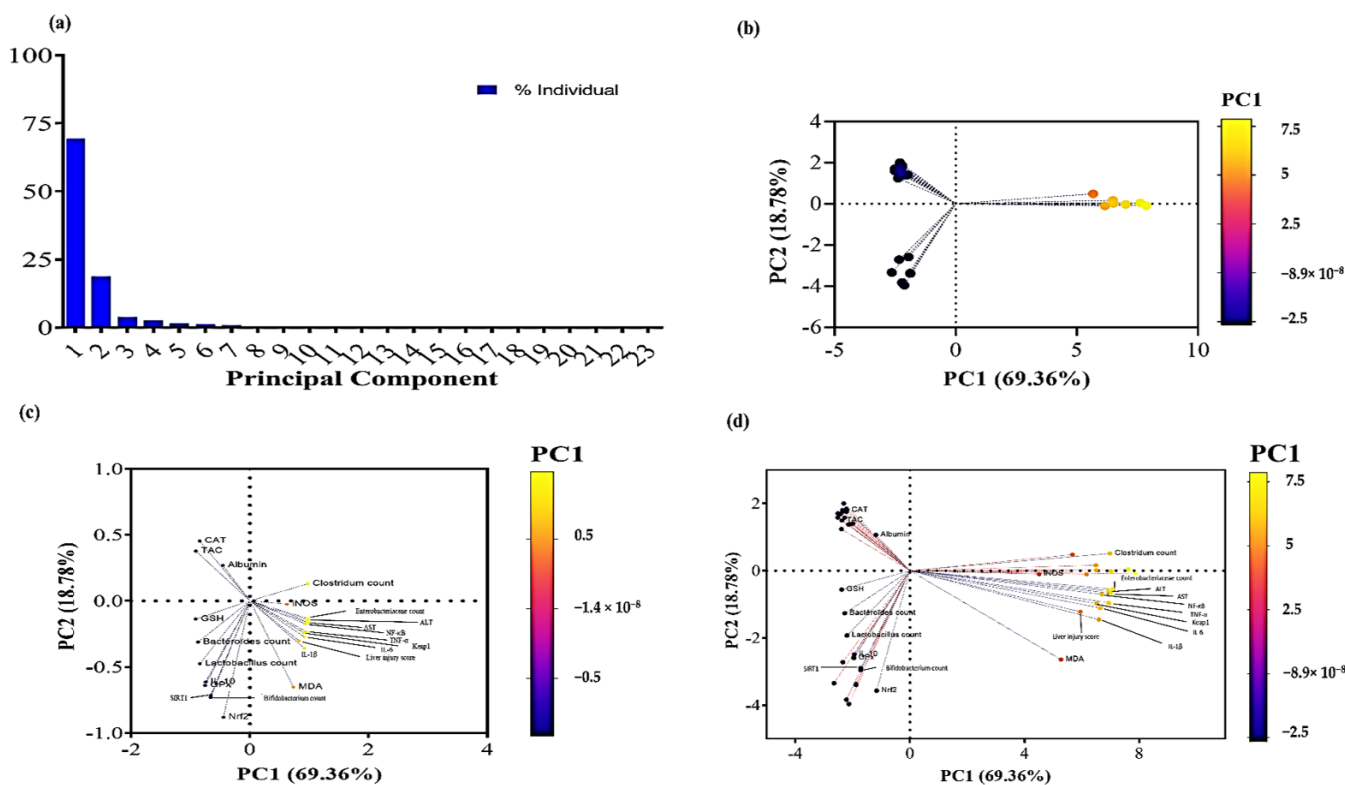 (a)
100
75
50
25
0
% Individual
1 2 3 4 5 6 7 8 9 10 11 12 13 14 15 16 17 18 19 20 21 22 23
Principal Component
(b)
PC1
4
2
0
-2
-4
-6
PC2 (18.78%)
-5 0 5 10
PC1 (69.36%)
7.5
5
2.5
−8.9× 10⁻⁸
−2.5
(c)
PC1
1.0
0.5
0.0
-0.5
-1.0
PC2 (18.78%)
CAT
TAC
Albumin
Clostridum count
INOS
GSH
Enterobacteriaceae count
ALT
AST
NF-κB
TNF-α
Keap1
IL-6
IL-1β
Liver injury score
Bacteroides count
Lactobacillus count
IL-10
GPX
MDA
SIRT1
Bifidobacterium count
Nrf2
-2 0 2 4
PC1 (69.36%)
0.5
−1.4 × 10⁻⁸
−0.5
(d)
PC1
2
0
-2
-4
PC2 (18.78%)
CAT
TAC
Albumin
Clostridum count
INOS
Enterobacteriaceae count
GSH
ALT
AST
NF-κB
TNF-α
Keap1
IL 6
IL-1β
Bacteroides count
Liver injury score
Lactobacillus count
IL-10
GPX
MDA
SIRT1
Bifidobacterium count
Nrf2
-4 0 4 8
PC1 (69.36%)
7.5
5
2.5
−8.9× 10⁻⁸
−2.5